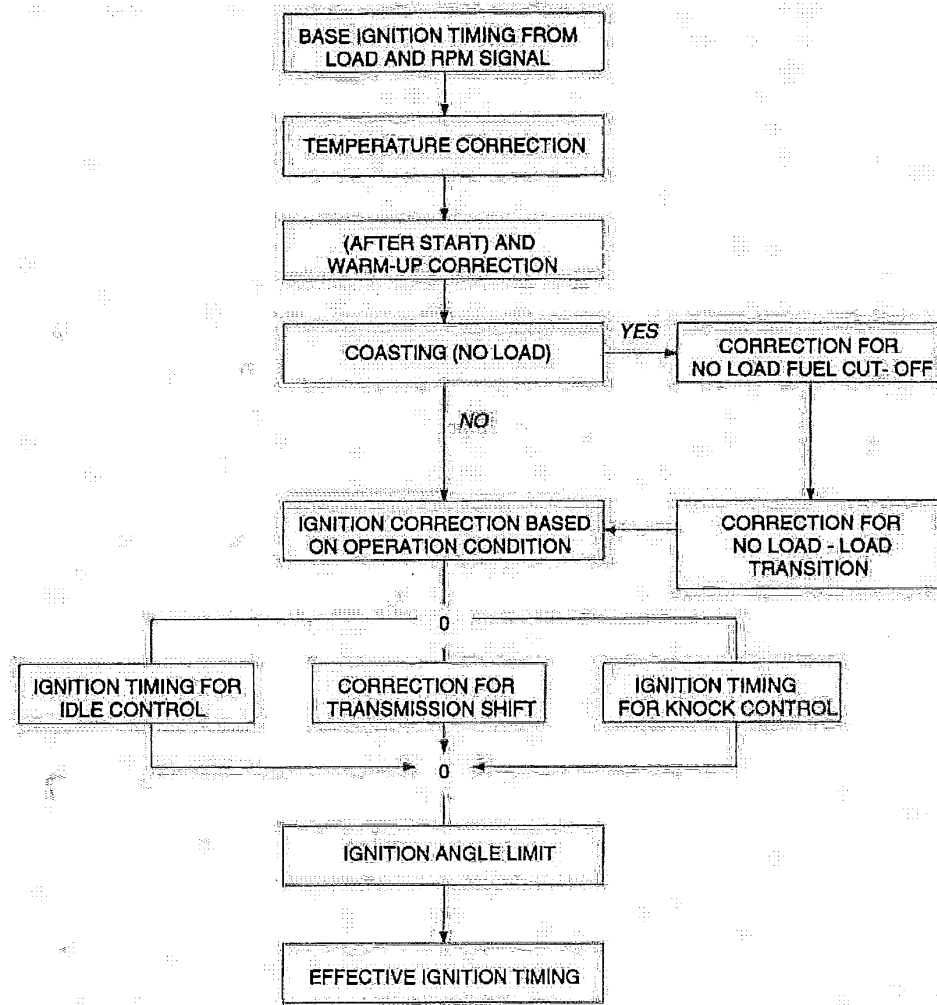 BASE IGNITION TIMING FROM
LOAD AND RPM SIGNAL
TEMPERATURE CORRECTION
(AFTER START) AND
WARM-UP CORRECTION
COASTING (NO LOAD)
YES
CORRECTION FOR
NO LOAD FUEL CUT- OFF
NO
IGNITION CORRECTION BASED
ON OPERATION CONDITION
CORRECTION FOR
NO LOAD - LOAD
TRANSITION
0
IGNITION TIMING FOR
IDLE CONTROL
CORRECTION FOR
TRANSMISSION SHIFT
IGNITION TIMING
FOR KNOCK CONTROL
0
IGNITION ANGLE LIMIT
EFFECTIVE IGNITION TIMING